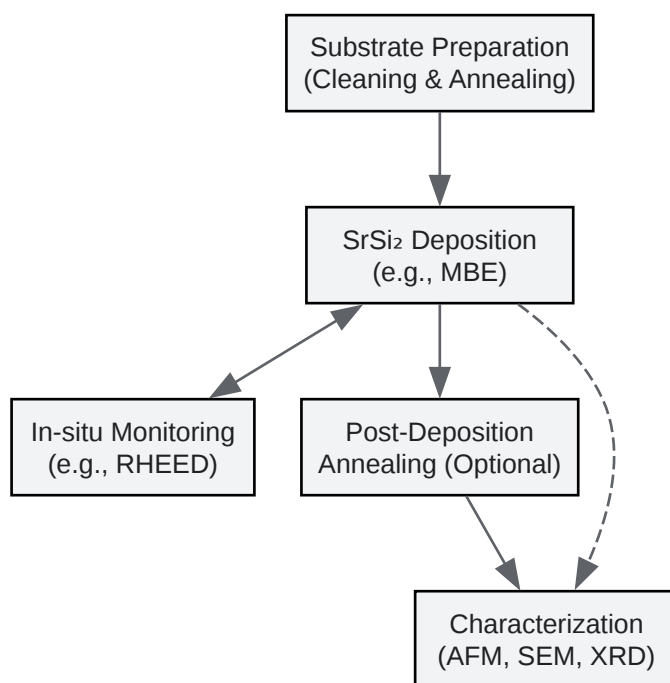 Substrate Preparation
(Cleaning & Annealing)
SrSi₂ Deposition
(e.g., MBE)
In-situ Monitoring
(e.g., RHEED)
Post-Deposition
Annealing (Optional)
Characterization
(AFM, SEM, XRD)